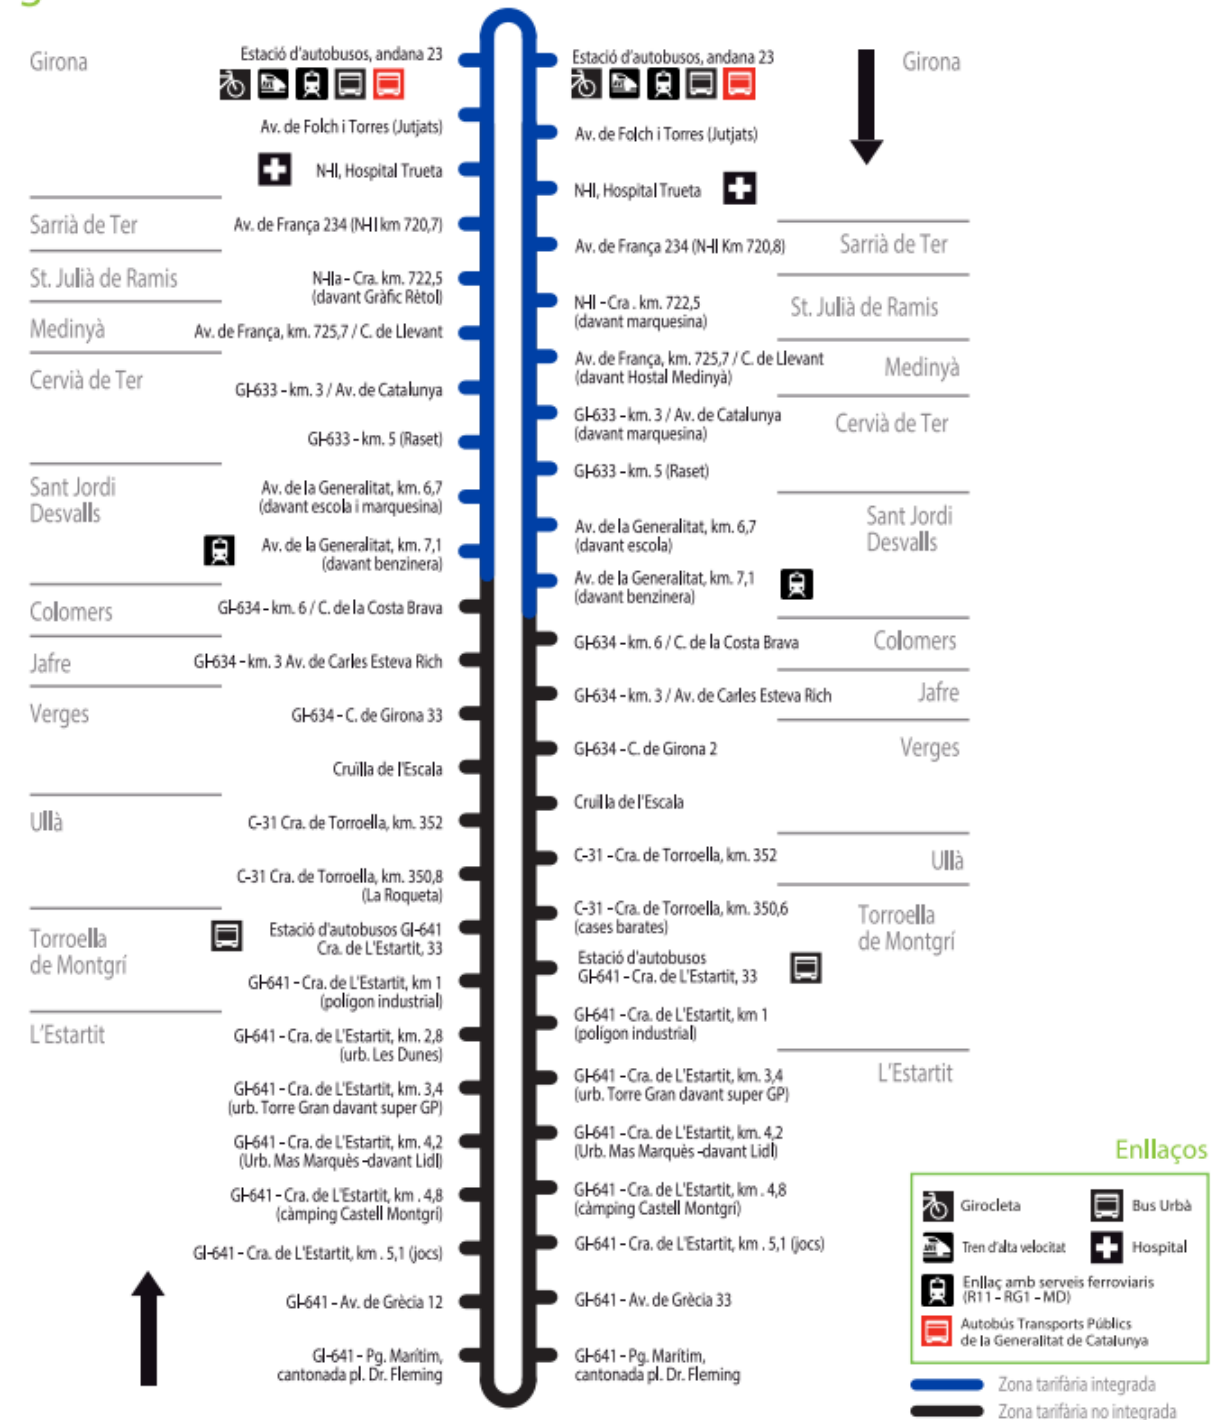 Girona
Estació d'autobusos, andana 23
Av. de Folch i Torres (Jutjats)
N-II, Hospital Trueta
Sarrià de Ter
Av. de França 234 (N-II km 720,7)
St. Julià de Ramis
N-IIa - Cra. km. 722,5
(davant Gràfic Rètol)
Medinyà
Av. de França, km. 725,7 / C. de Llevant
Cervià de Ter
GI-633 - km. 3 / Av. de Catalunya
GI-633 - km. 5 (Raset)
Sant Jordi
Desvalls
Av. de la Generalitat, km. 6,7
(davant escola i marquesina)
Av. de la Generalitat, km. 7,1
(davant benzinera)
Colomers
GI-634 - km. 6 / C. de la Costa Brava
Jafre
GI-634 - km. 3 Av. de Carles Esteva Rich
Verges
GI-634 - C. de Girona 33
Cruïlla de l'Escala
Ullà
C-31 Cra. de Torroella, km. 352
C-31 Cra. de Torroella, km. 350,8
(La Roqueta)
Torroella
de Montgrí
Estació d'autobusos GI-641
Cra. de L'Estartit, 33
GI-641 - Cra. de L'Estartit, km 1
(polígon industrial)
L'Estartit
GI-641 - Cra. de L'Estartit, km. 2,8
(urb. Les Dunes)
GI-641 - Cra. de L'Estartit, km. 3,4
(urb. Torre Gran davant super GP)
GI-641 - Cra. de L'Estartit, km. 4,2
(Urb. Mas Marquès -davant Lidl)
GI-641 - Cra. de L'Estartit, km . 4,8
(càmping Castell Montgrí)
GI-641 - Cra. de L'Estartit, km . 5,1 (jocs)
GI-641 - Av. de Grècia 12
GI-641 - Pg. Marítim,
cantonada pl. Dr. Fleming
Estació d'autobusos, andana 23
Girona
Av. de Folch i Torres (Jutjats)
N-II, Hospital Trueta
Av. de França 234 (N-II Km 720,8)
Sarrià de Ter
N-II - Cra . km. 722,5
(davant marquesina)
St. Julià de Ramis
Av. de França, km. 725,7 / C. de Llevant
(davant Hostal Medinyà)
Medinyà
GI-633 - km. 3 / Av. de Catalunya
(davant marquesina)
Cervià de Ter
GI-633 - km. 5 (Raset)
Av. de la Generalitat, km. 6,7
(davant escola)
Sant Jordi
Desvalls
Av. de la Generalitat, km. 7,1
(davant benzinera)
GI-634 - km. 6 / C. de la Costa Brava
Colomers
GI-634 - km. 3 / Av. de Carles Esteva Rich
Jafre
GI-634 - C. de Girona 2
Verges
Cruilla de l'Escala
C-31 - Cra. de Torroella, km. 352
Ullà
C-31 - Cra. de Torroella, km. 350,6
(cases barates)
Torroella
de Montgrí
Estació d'autobusos
GI-641 - Cra. de L'Estartit, 33
GI-641 - Cra. de L'Estartit, km 1
(polígon industrial)
GI-641 - Cra. de L'Estartit, km. 3,4
(urb. Torre Gran davant super GP)
L'Estartit
GI-641 - Cra. de L'Estartit, km. 4,2
(Urb. Mas Marquès -davant Lidl)
GI-641 - Cra. de L'Estartit, km . 4,8
(càmping Castell Montgrí)
GI-641 - Cra. de L'Estartit, km . 5,1 (jocs)
GI-641 - Av. de Grècia 33
GI-641 - Pg. Marítim,
cantonada pl. Dr. Fleming
Enllaços
Girocleta
Bus Urbà
Tren d'alta velocitat
Hospital
Enllaç amb serveis ferroviaris
(R11 - RG1 - MD)
Autobús Transports Públics
de la Generalitat de Catalunya
Zona tarifària integrada
Zona tarifària no integrada